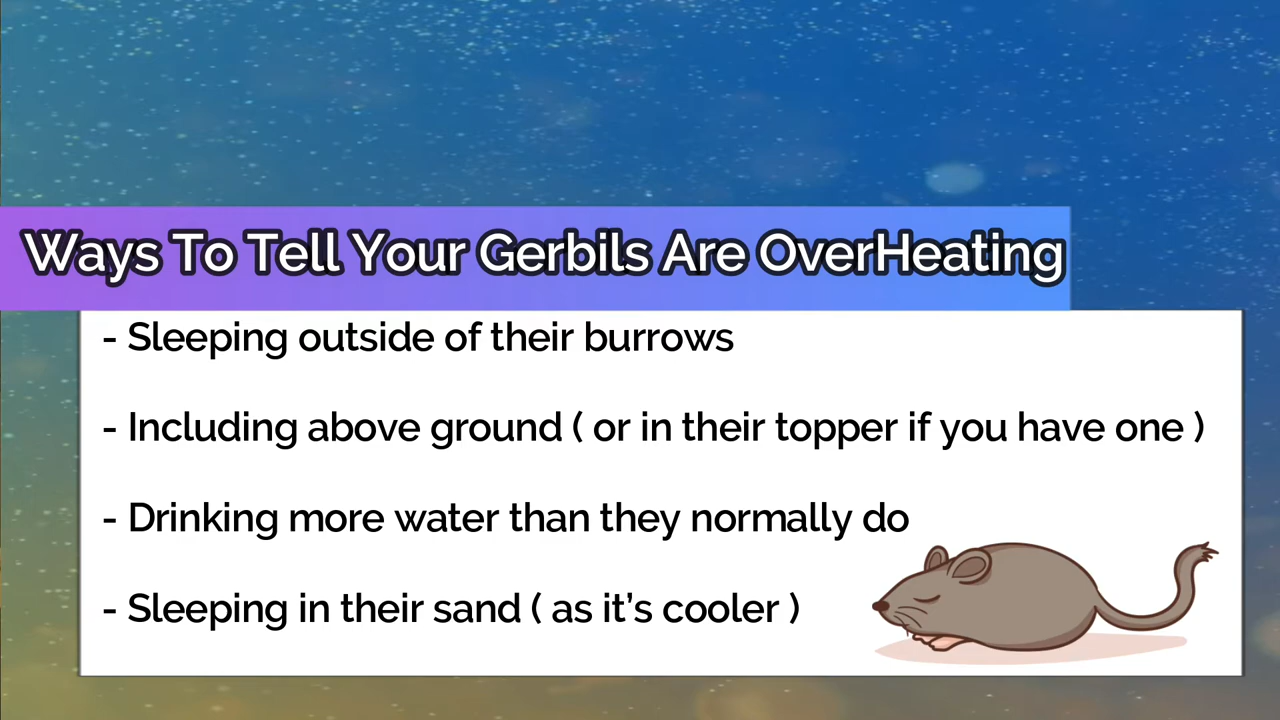 Ways To Tell Your Gerbils Are OverHeating
- Sleeping outside of their burrows
- Including above ground ( or in their topper if you have one )
- Drinking more water than they normally do
- Sleeping in their sand ( as it's cooler )